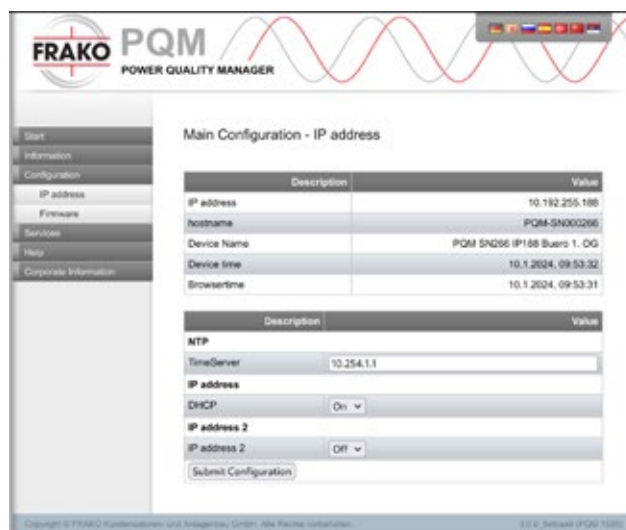 FRAKO
PQM
POWER QUALITY MANAGER
Start
Information
Configuration
IP address
Firmware
Services
Help
Corporate Information
Main Configuration - IP address
Description Value
IP address 10.192.255.188
hostname PQM-SN000266
Device Name PQM SN266 IP188 Buero 1. OG
Device time 10.1.2024, 09:53:32
Browsertime 10.1.2024, 09:53:31
Description Value
NTP
TimeServer 10.254.1.1
IP address
DHCP On
IP address 2
IP address 2 Off
Submit Configuration
Copyright © FRAKO Kondensatoren- und Anlagenbau GmbH. Alle Rechte vorbehalten.